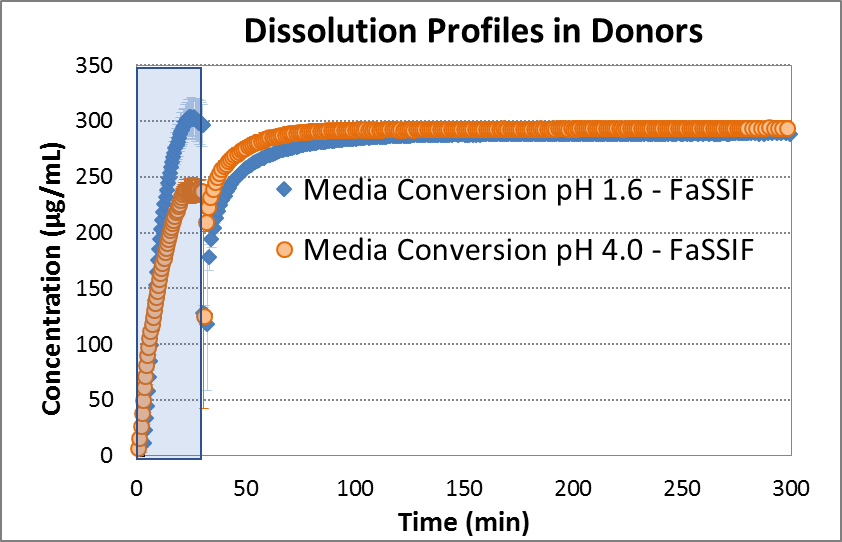 Dissolution Profiles in Donors
350
300
250
200
150
100
50
0
Concentration (µg/mL)
Media Conversion pH 1.6 - FaSSIF
Media Conversion pH 4.0 - FaSSIF
0 50 100 150 200 250 300
Time (min)